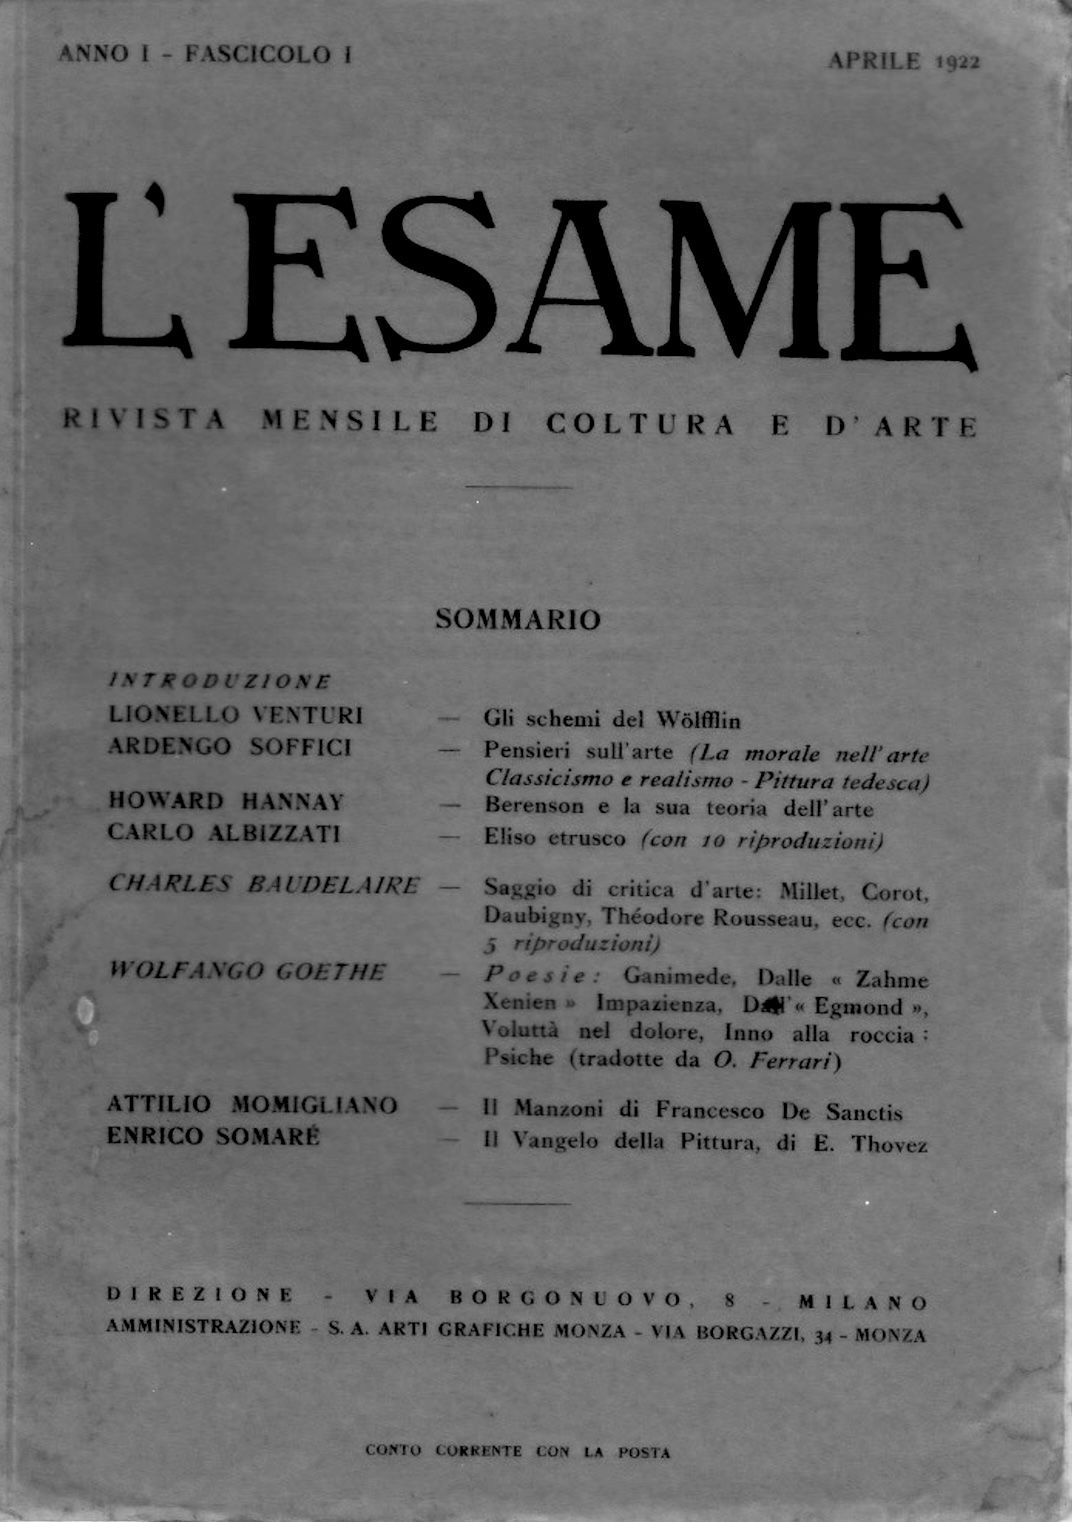 ANNO I - FASCICOLO I APRILE 1922
L'ESAME
RIVISTA MENSILE DI COLTURA E D'ARTE
SOMMARIO
INTRODUZIONE
LIONELLO VENTURI — Gli schemi del Wölfflin
ARDENGO SOFFICI — Pensieri sull'arte (La morale nell'arte
Classicismo e realismo - Pittura tedesca)
HOWARD HANNAY — Berenson e la sua teoria dell'arte
CARLO ALBIZZATI — Eliso etrusco (con 10 riproduzioni)
CHARLES BAUDELAIRE — Saggio di critica d'arte: Millet, Corot,
Daubigny, Théodore Rousseau, ecc. (con
5 riproduzioni)
WOLFANGO GOETHE — Poesie: Ganimede, Dalle « Zahme
Xenien » Impazienza, Dall'« Egmond »,
Voluttà nel dolore, Inno alla roccia :
Psiche (tradotte da O. Ferrari)
ATTILIO MOMIGLIANO — Il Manzoni di Francesco De Sanctis
ENRICO SOMARÉ — Il Vangelo della Pittura, di E. Thovez
DIREZIONE - VIA BORGONUOVO, 8 - MILANO
AMMINISTRAZIONE - S. A. ARTI GRAFICHE MONZA - VIA BORGAZZI, 34 - MONZA
CONTO CORRENTE CON LA POSTA